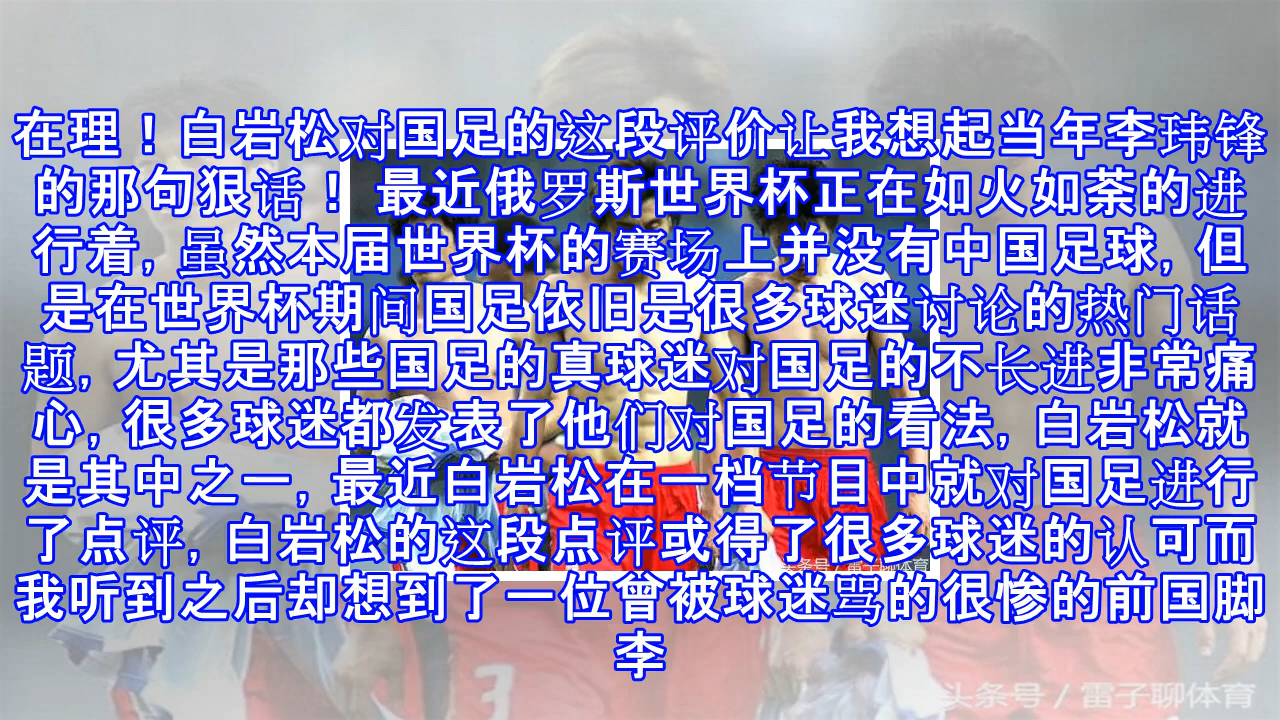 在理！白岩松对国足的这段评价让我想起当年李玮锋
的那句狠话！ 最近俄罗斯世界杯正在如火如荼的进
行着, 虽然本届世界杯的赛场上并没有中国足球, 但
是在世界杯期间国足依旧是很多球迷讨论的热门话
题, 尤其是那些国足的真球迷对国足的不长进非常痛
心, 很多球迷都发表了他们对国足的看法, 白岩松就
是其中之一, 最近白岩松在一档节目中就对国足进行
了点评, 白岩松的这段点评或得了很多球迷的认可而
我听到之后却想到了一位曾被球迷骂的很惨的前国脚
李
头条号 / 雷子聊体育
3
头条号 / 雷子聊体育